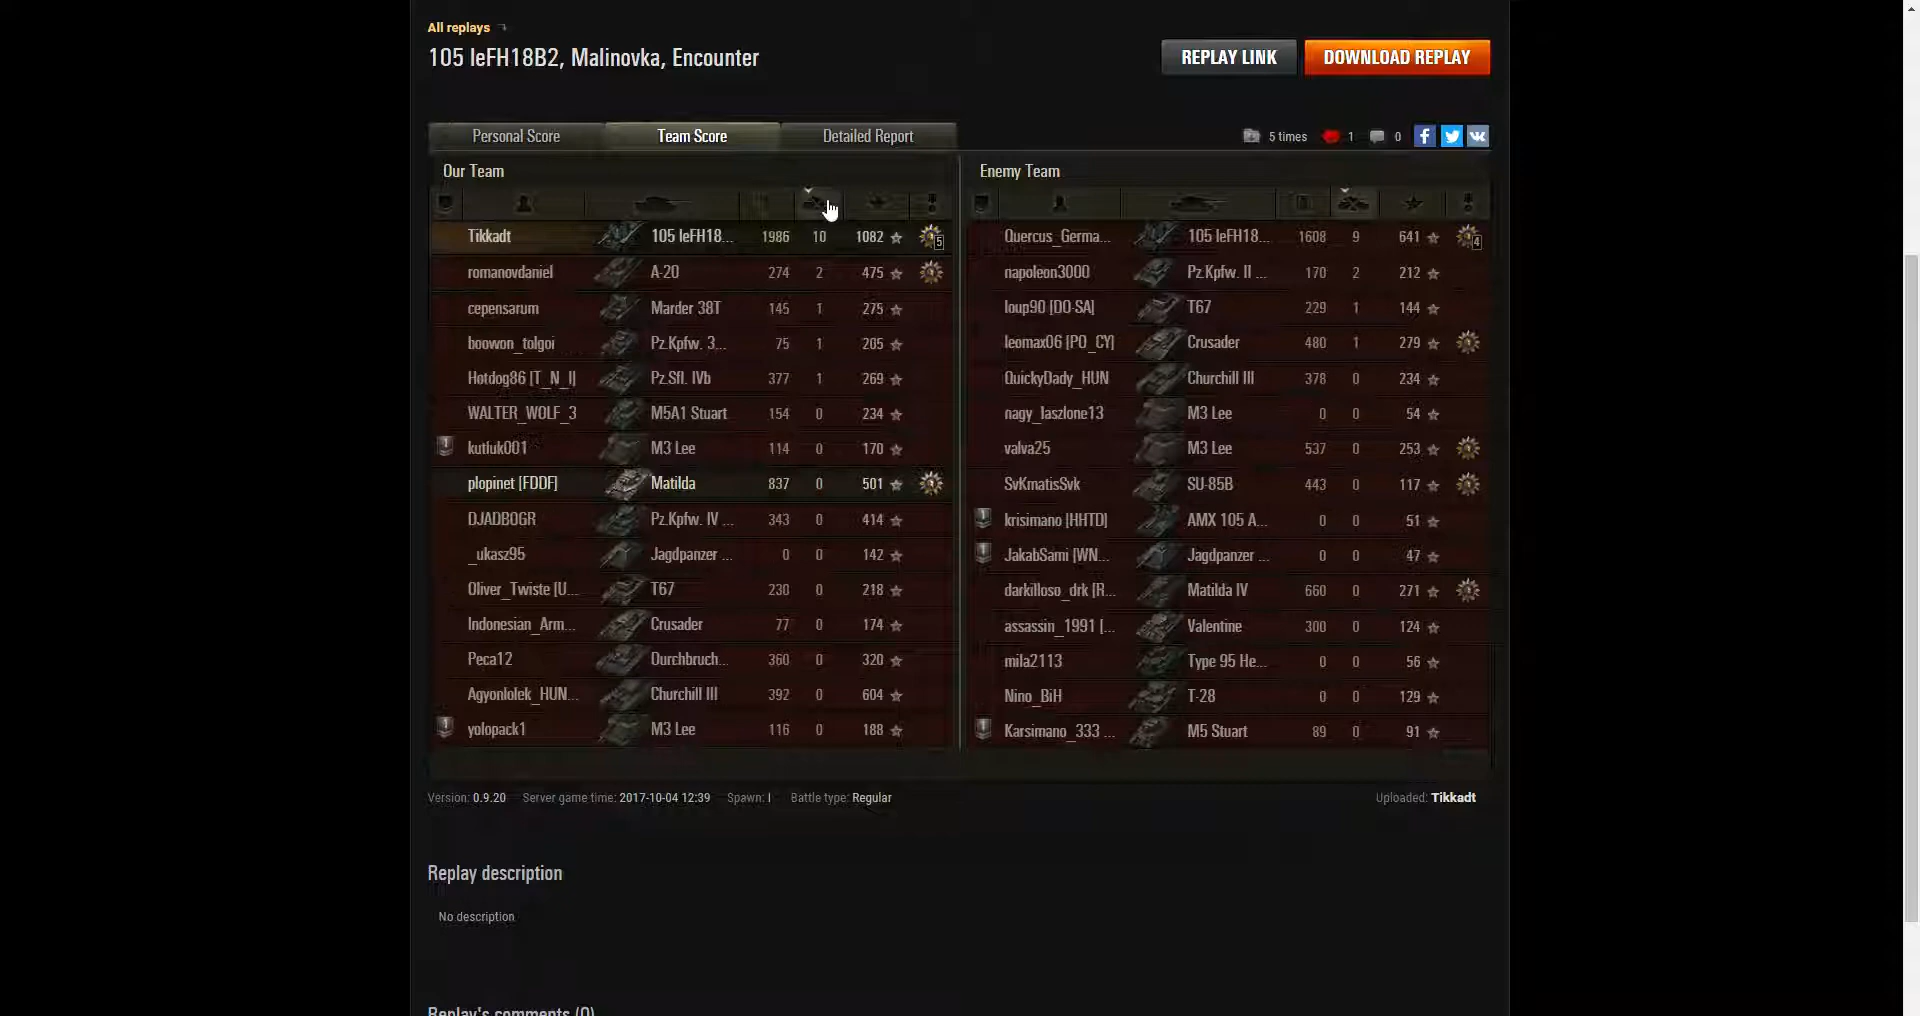 All replays
105 leFH18B2, Malinovka, Encounter
REPLAY LINK
DOWNLOAD REPLAY
Personal Score
Team Score
Detailed Report
5 times
1
0
Our Team
Tikkadt 105 leFH18... 1986 10 1082 5
romanovdaniel A-20 274 2 475
cepensarum Marder 38T 145 1 275
boowon_tolgoi Pz.Kpfw. 3... 75 1 205
Hotdog86 [T_N_I] Pz.Sfl. IVb 377 1 269
WALTER_WOLF_3 M5A1 Stuart 154 0 234
kutluk001 M3 Lee 114 0 170
plopinet [FDDF] Matilda 837 0 501
DJADBOGR Pz.Kpfw. IV ... 343 0 414
_ukasz95 Jagdpanzer ... 0 0 142
Oliver_Twiste [U... T67 230 0 218
Indonesian_Arm... Crusader 77 0 174
Peca12 Durchbruch... 360 0 320
Agyonlolek_HUN... Churchill III 392 0 604
yolopack1 M3 Lee 116 0 188
Enemy Team
Quercus_Germa... 105 leFH18... 1608 9 641 4
napoleon3000 Pz.Kpfw. II ... 170 2 212
loup90 [DO-SA] T67 229 1 144
leomax06 [PO_CY] Crusader 480 1 279
QuickyDady_HUN Churchill III 378 0 234
nagy_laszlone13 M3 Lee 0 0 54
valva25 M3 Lee 537 0 253
SvKmatisSvk SU-85B 443 0 117
krisimano [HHTD] AMX 105 A... 0 0 51
JakabSami [WN... Jagdpanzer ... 0 0 47
darkilloso_drk [R... Matilda IV 660 0 271
assassin_1991 [... Valentine 300 0 124
mila2113 Type 95 He... 0 0 56
Nino_BiH T-28 0 0 129
Karsimano_333 ... M5 Stuart 89 0 91
Version: 0.9.20 Server game time: 2017-10-04 12:39 Spawn: I Battle type: Regular
Uploaded: Tikkadt
Replay description
No description
Replay's comments (0)